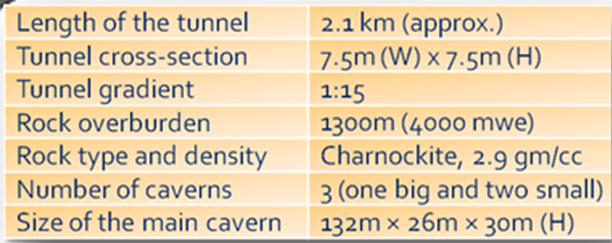 Length of the tunnel 2.1 km (approx.)
Tunnel cross-section 7.5m (W) x 7.5m (H)
Tunnel gradient 1:15
Rock overburden 1300m (4000 mwe)
Rock type and density Charnockite, 2.9 gm/cc
Number of caverns 3 (one big and two small)
Size of the main cavern 132m × 26m × 30m (H)